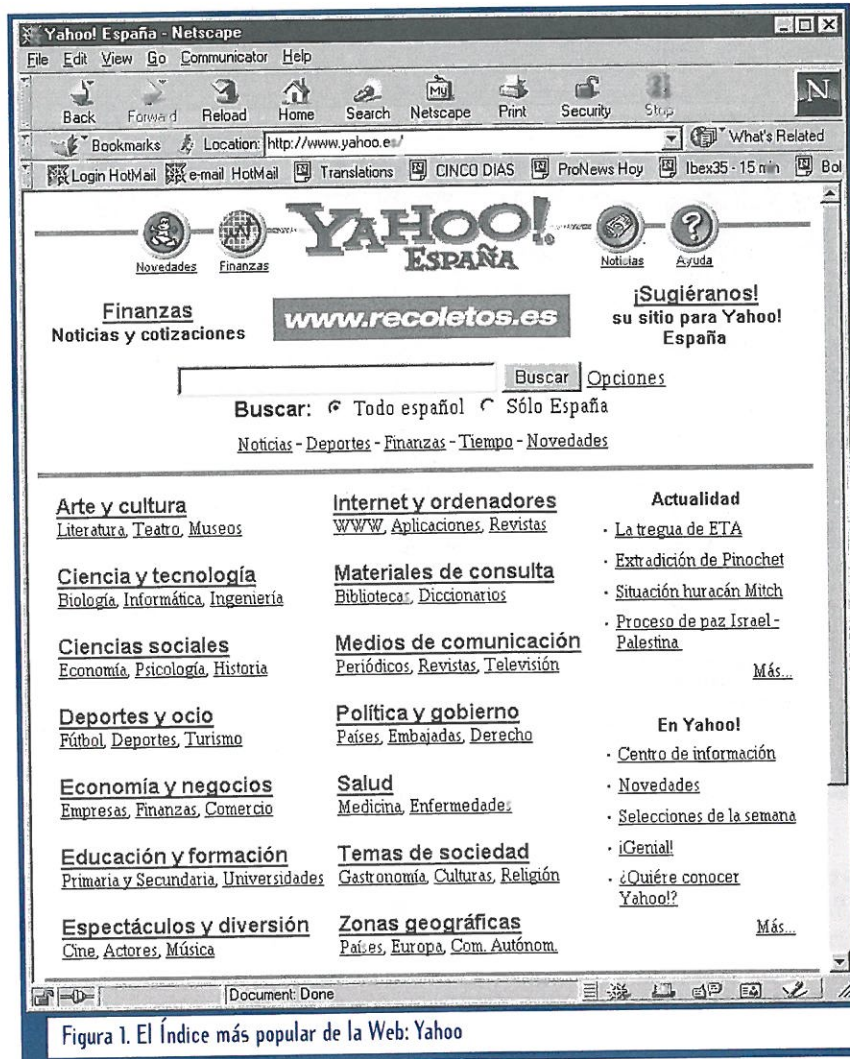 Yahoo! España - Netscape
File Edit View Go Communicator Help
Back Forward Reload Home Search Netscape Print Security Stop
My
N
Bookmarks Location: http://www.yahoo.es/ What's Related
Login HotMail e-mail HotMail Translations CINCO DIAS ProNews Hoy Ibex35 - 15 min Bol
YAHOO!
ESPAÑA
Novedades Finanzas Noticias Ayuda
Finanzas
Noticias y cotizaciones
www.recoletos.es
¡Sugiéranos!
su sitio para Yahoo!
España
Buscar Opciones
Buscar: Todo español Sólo España
Noticias - Deportes - Finanzas - Tiempo - Novedades
Arte y cultura
Literatura, Teatro, Museos
Ciencia y tecnología
Biología, Informática, Ingeniería
Ciencias sociales
Economía, Psicología, Historia
Deportes y ocio
Fútbol, Deportes, Turismo
Economía y negocios
Empresas, Finanzas, Comercio
Educación y formación
Primaria y Secundaria, Universidades
Espectáculos y diversión
Cine, Actores, Música
Internet y ordenadores
WWW, Aplicaciones, Revistas
Materiales de consulta
Bibliotecas, Diccionarios
Medios de comunicación
Periódicos, Revistas, Televisión
Política y gobierno
Países, Embajadas, Derecho
Salud
Medicina, Enfermedades
Temas de sociedad
Gastronomía, Culturas, Religión
Zonas geográficas
Países, Europa, Com. Autónom.
Actualidad
· La tregua de ETA
· Extradición de Pinochet
· Situación huracán Mitch
· Proceso de paz Israel -
Palestina
Más...
En Yahoo!
· Centro de información
· Novedades
· Selecciones de la semana
· ¡Genial!
· ¿Quiére conocer
Yahoo!?
Más...
Document: Done
Figura 1. El Índice más popular de la Web: Yahoo